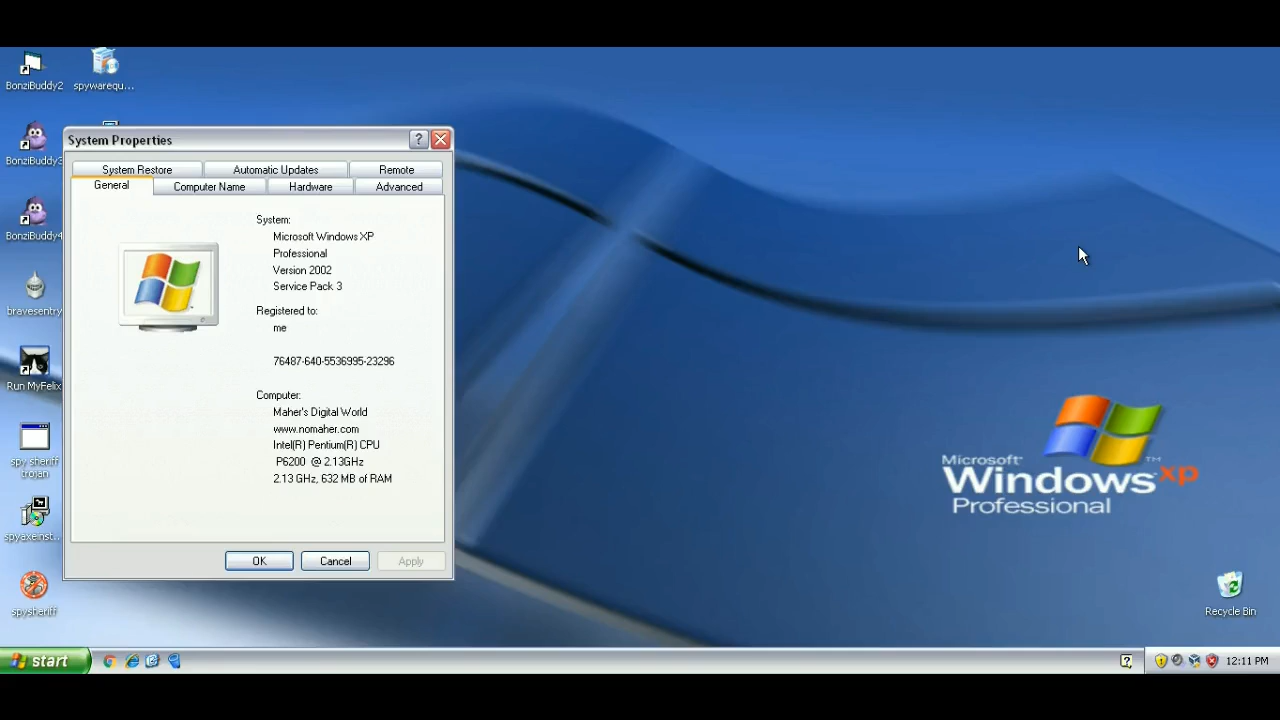 BonziBuddy2
spywarequ...
BonziBuddy3
BonziBuddy4
bravesentry
Run MyFelix
spy sheriff
trojan
spyaxeinst...
spysheriff
System Properties
System Restore
Automatic Updates
Remote
General
Computer Name
Hardware
Advanced
System:
Microsoft Windows XP
Professional
Version 2002
Service Pack 3
Registered to:
me
76487-640-5536995-23296
Computer:
Maher's Digital World
www.nomaher.com
Intel(R) Pentium(R) CPU
P6200 @ 2.13GHz
2.13 GHz, 632 MB of RAM
OK
Cancel
Apply
Microsoft
Windows xp
Professional
TM
Recycle Bin
start
12:11 PM